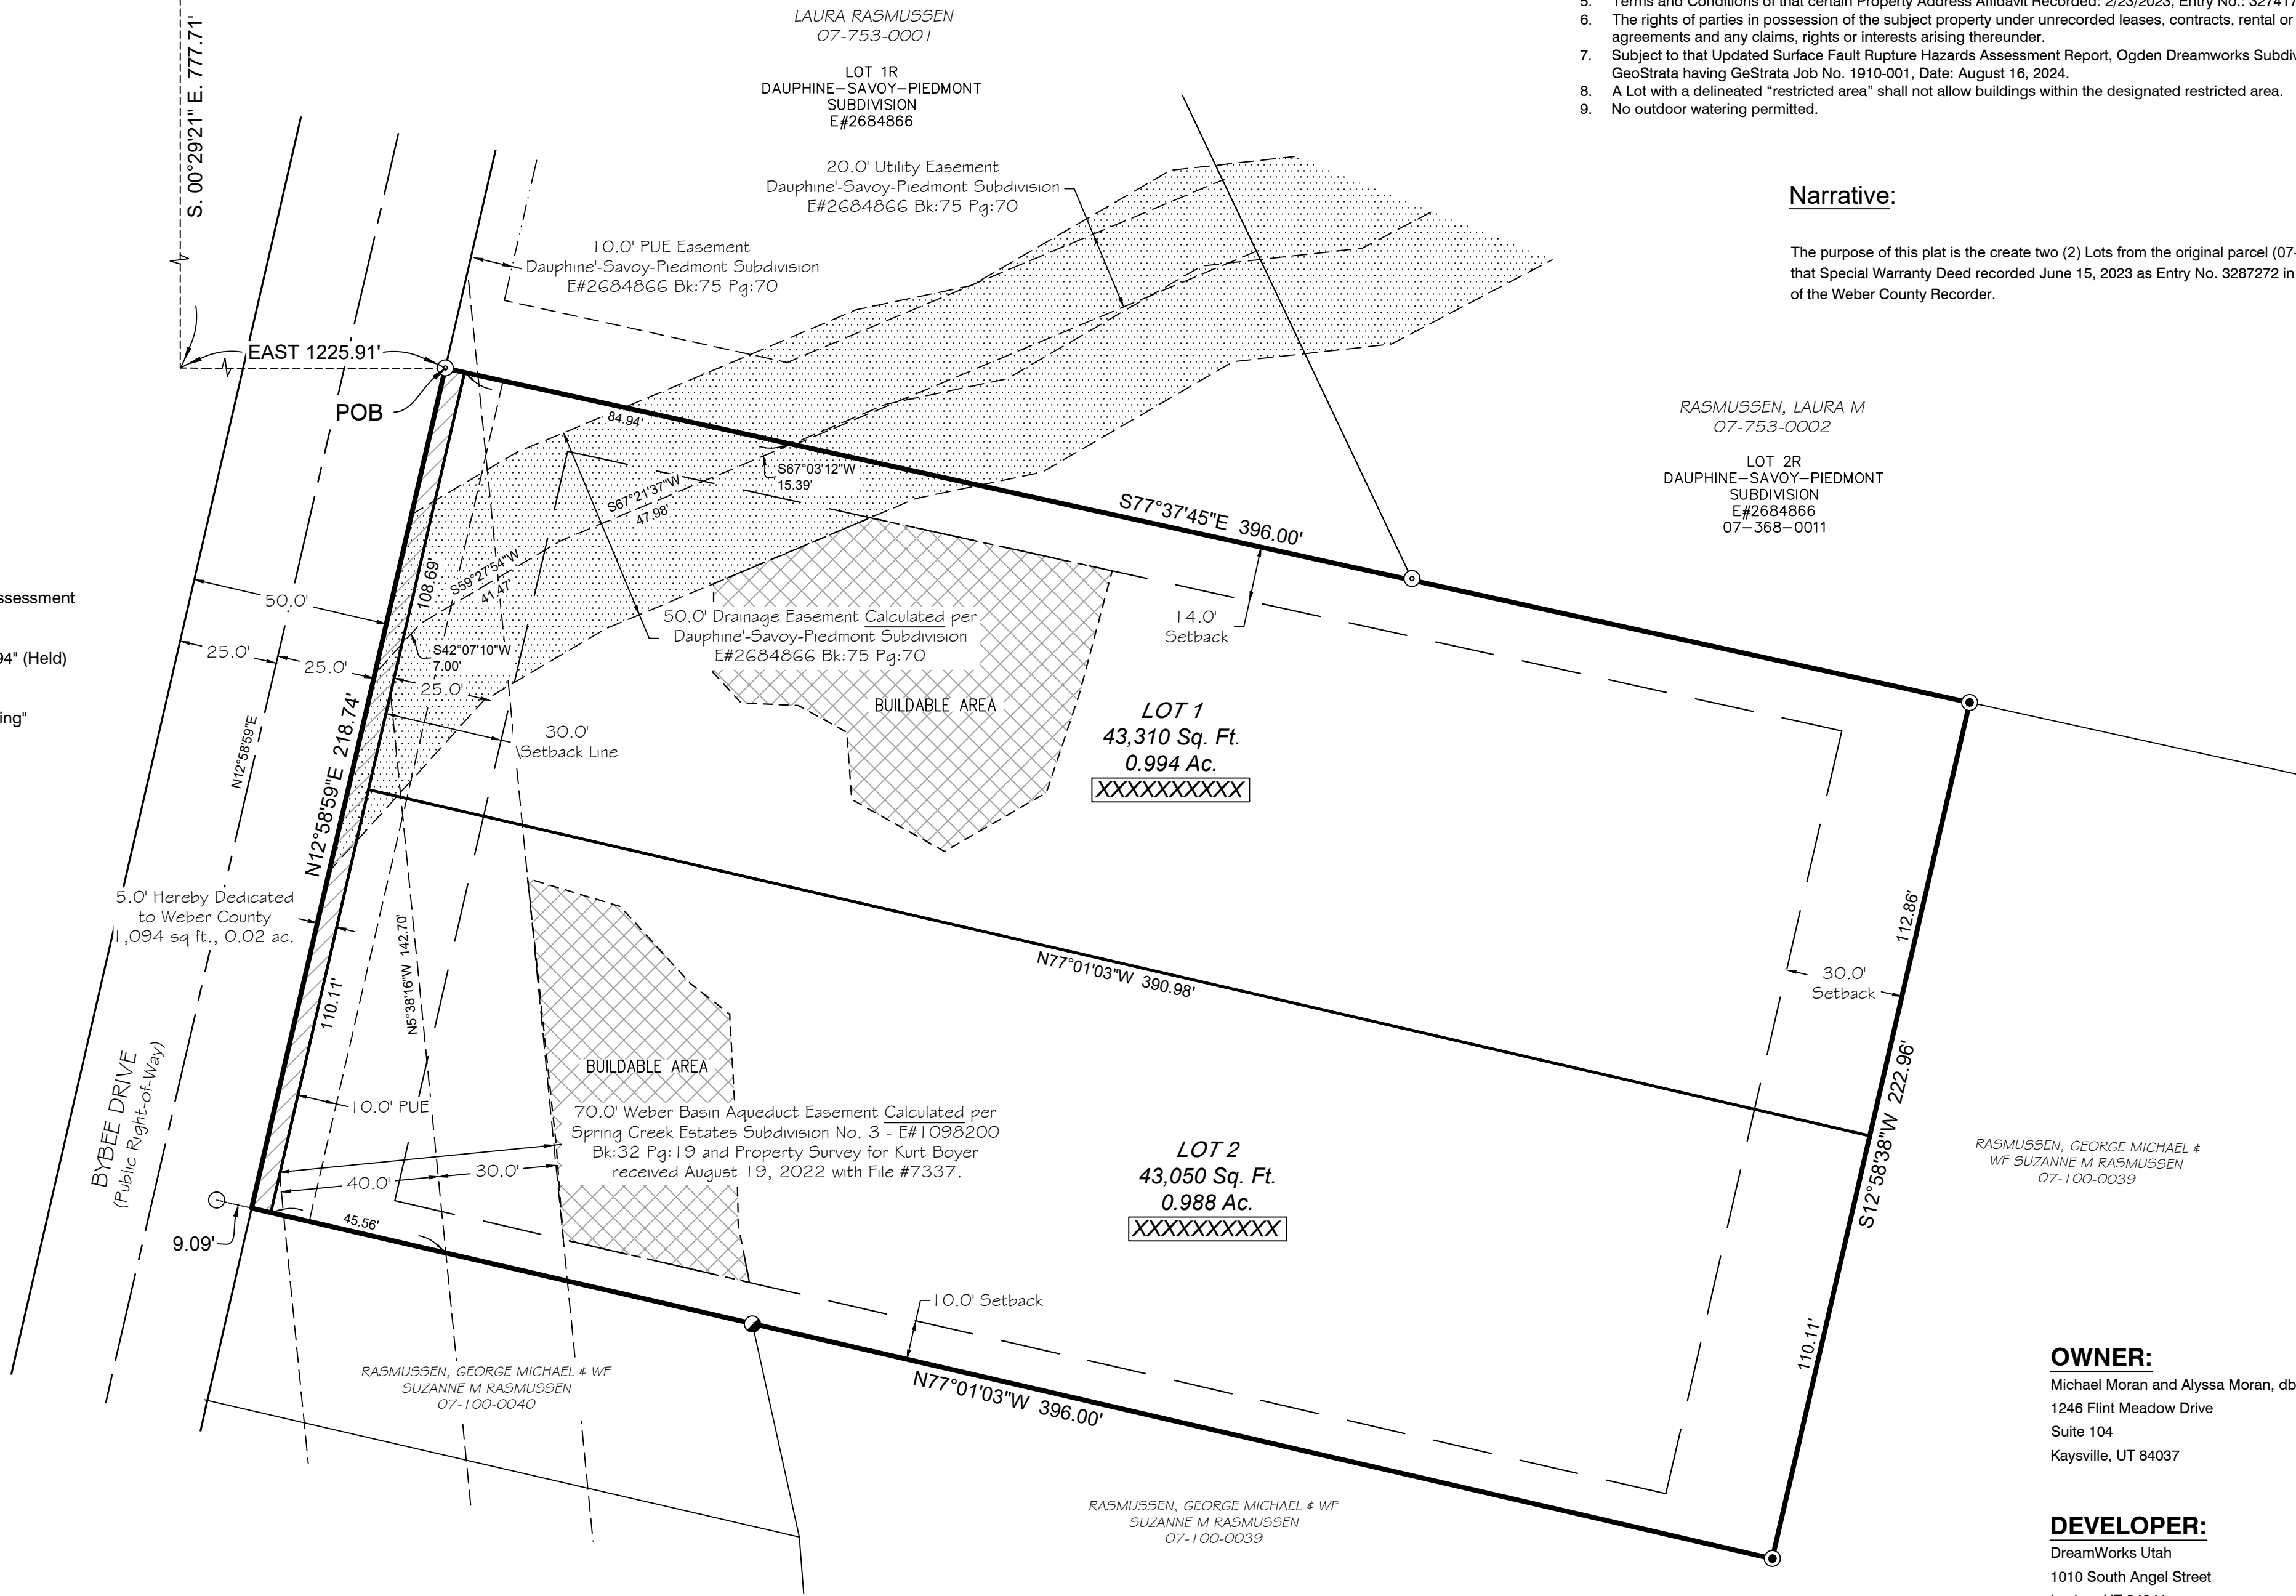 S. 00°29'21" E. 777.71'
LAURA RASMUSSEN
07-753-0001
LOT 1R
DAUPHINE-SAVOY-PIEDMONT
SUBDIVISION
E#2684866
20.0' Utility Easement
Dauphine'-Savoy-Piedmont Subdivision
E#2684866 Bk:75 Pg:70
10.0' PUE Easement
Dauphine'-Savoy-Piedmont Subdivision
E#2684866 Bk:75 Pg:70
5. Terms and Conditions of that certain Property Address Affidavit Recorded: 2/23/2023, Entry No.: 327417
6. The rights of parties in possession of the subject property under unrecorded leases, contracts, rental or
agreements and any claims, rights or interests arising thereunder.
7. Subject to that Updated Surface Fault Rupture Hazards Assessment Report, Ogden Dreamworks Subdiv
GeoStrata having GeStrata Job No. 1910-001, Date: August 16, 2024.
8. A Lot with a delineated “restricted area” shall not allow buildings within the designated restricted area.
9. No outdoor watering permitted.
Narrative:
The purpose of this plat is the create two (2) Lots from the original parcel (07-
that Special Warranty Deed recorded June 15, 2023 as Entry No. 3287272 in
of the Weber County Recorder.
EAST 1225.91'
POB
84.94'
S67°03'12"W
15.39'
S67°21'37"W
47.98'
S77°37'45"E 396.00'
RASMUSSEN, LAURA M
07-753-0002
LOT 2R
DAUPHINE-SAVOY-PIEDMONT
SUBDIVISION
E#2684866
07-368-0011
S59°27'54"W
41.47'
108.69'
ssessment
94" (Held)
ing"
50.0'
25.0'
25.0'
S42°07'10"W
7.00'
25.0'
50.0' Drainage Easement Calculated per
Dauphine'-Savoy-Piedmont Subdivision
E#2684866 Bk:75 Pg:70
14.0'
Setback
BUILDABLE AREA
30.0'
Setback Line
LOT 1
43,310 Sq. Ft.
0.994 Ac.
XXXXXXXXXX
N12°58'59"E
N12°58'59"E 218.74'
5.0' Hereby Dedicated
to Weber County
1,094 sq ft., 0.02 ac.
N5°38'16"W 142.70'
110.11'
N77°01'03"W 390.98'
112.86'
30.0'
Setback
S12°58'38"W 222.96'
BUILDABLE AREA
10.0' PUE
70.0' Weber Basin Aqueduct Easement Calculated per
Spring Creek Estates Subdivision No. 3 - E#1098200
Bk:32 Pg:19 and Property Survey for Kurt Boyer
received August 19, 2022 with File #7337.
BYBEE DRIVE
(Public Right-of-Way)
40.0'
30.0'
45.56'
9.09'
LOT 2
43,050 Sq. Ft.
0.988 Ac.
XXXXXXXXXX
RASMUSSEN, GEORGE MICHAEL &
WF SUZANNE M RASMUSSEN
07-100-0039
10.0' Setback
110.11'
N77°01'03"W 396.00'
RASMUSSEN, GEORGE MICHAEL & WF
SUZANNE M RASMUSSEN
07-100-0040
RASMUSSEN, GEORGE MICHAEL & WF
SUZANNE M RASMUSSEN
07-100-0039
OWNER:
Michael Moran and Alyssa Moran, db
1246 Flint Meadow Drive
Suite 104
Kaysville, UT 84037
DEVELOPER:
DreamWorks Utah
1010 South Angel Street